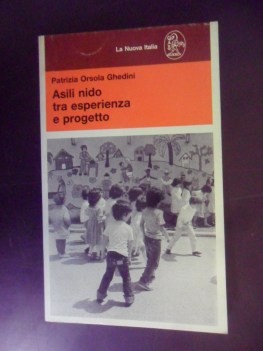 La Nuova Italia
Patrizia Orsola Ghedini
Asili nido
tra esperienza
e progetto